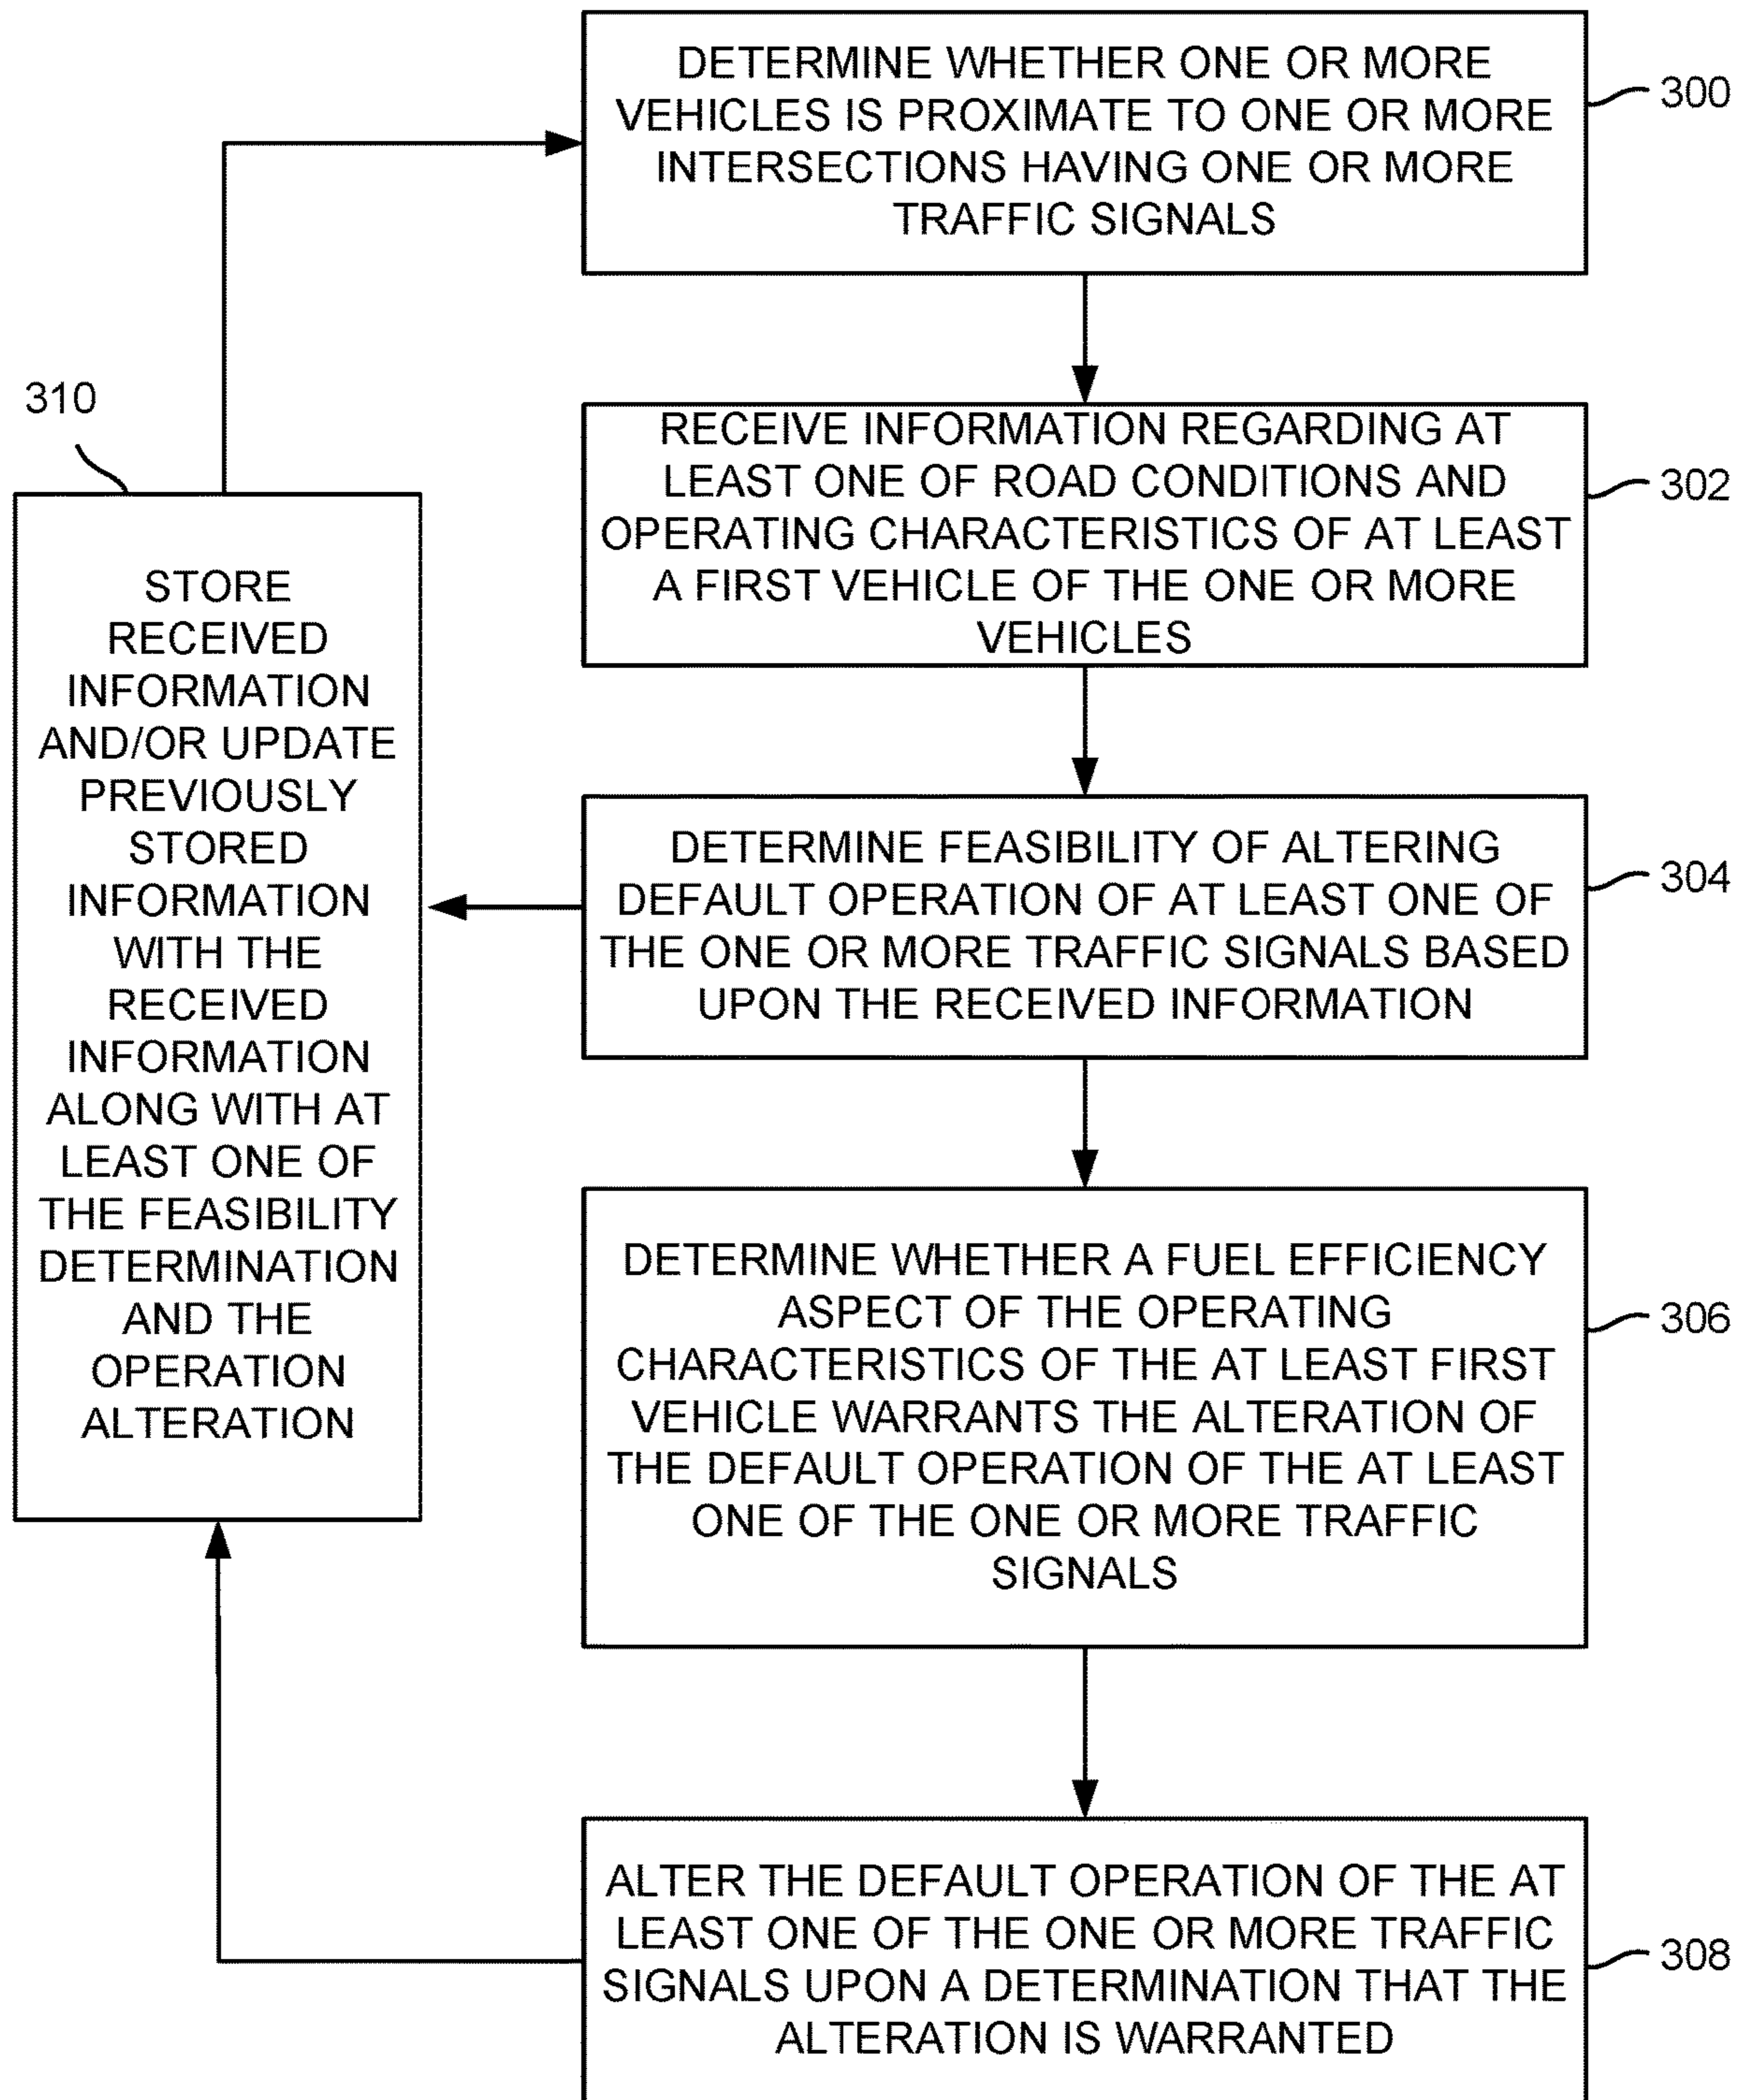 DETERMINE WHETHER ONE OR MORE
VEHICLES IS PROXIMATE TO ONE OR MORE
INTERSECTIONS HAVING ONE OR MORE
TRAFFIC SIGNALS
300
RECEIVE INFORMATION REGARDING AT
LEAST ONE OF ROAD CONDITIONS AND
OPERATING CHARACTERISTICS OF AT LEAST
A FIRST VEHICLE OF THE ONE OR MORE
VEHICLES
302
DETERMINE FEASIBILITY OF ALTERING
DEFAULT OPERATION OF AT LEAST ONE OF
THE ONE OR MORE TRAFFIC SIGNALS BASED
UPON THE RECEIVED INFORMATION
304
DETERMINE WHETHER A FUEL EFFICIENCY
ASPECT OF THE OPERATING
CHARACTERISTICS OF THE AT LEAST FIRST
VEHICLE WARRANTS THE ALTERATION OF
THE DEFAULT OPERATION OF THE AT LEAST
ONE OF THE ONE OR MORE TRAFFIC
SIGNALS
306
ALTER THE DEFAULT OPERATION OF THE AT
LEAST ONE OF THE ONE OR MORE TRAFFIC
SIGNALS UPON A DETERMINATION THAT THE
ALTERATION IS WARRANTED
308
310
STORE
RECEIVED
INFORMATION
AND/OR UPDATE
PREVIOUSLY
STORED
INFORMATION
WITH THE
RECEIVED
INFORMATION
ALONG WITH AT
LEAST ONE OF
THE FEASIBILITY
DETERMINATION
AND THE
OPERATION
ALTERATION